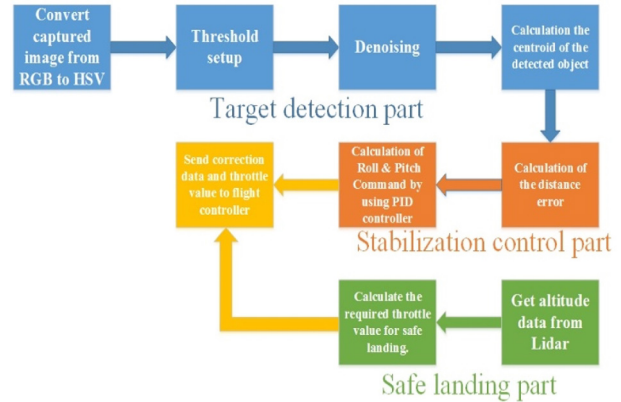 Convert
captured
image from
RGB to HSV
Threshold
setup
Denoising
Calculation the
centroid of the
detected object
Target detection part
Send correction
data and throttle
value to flight
controller
Calculation of
Roll & Pitch
Command by
using PID
controller
Calculation of
the distance
error
Stabilization control part
Calculate the
required throttle
value for safe
landing.
Get altitude
data from
Lidar
Safe landing part